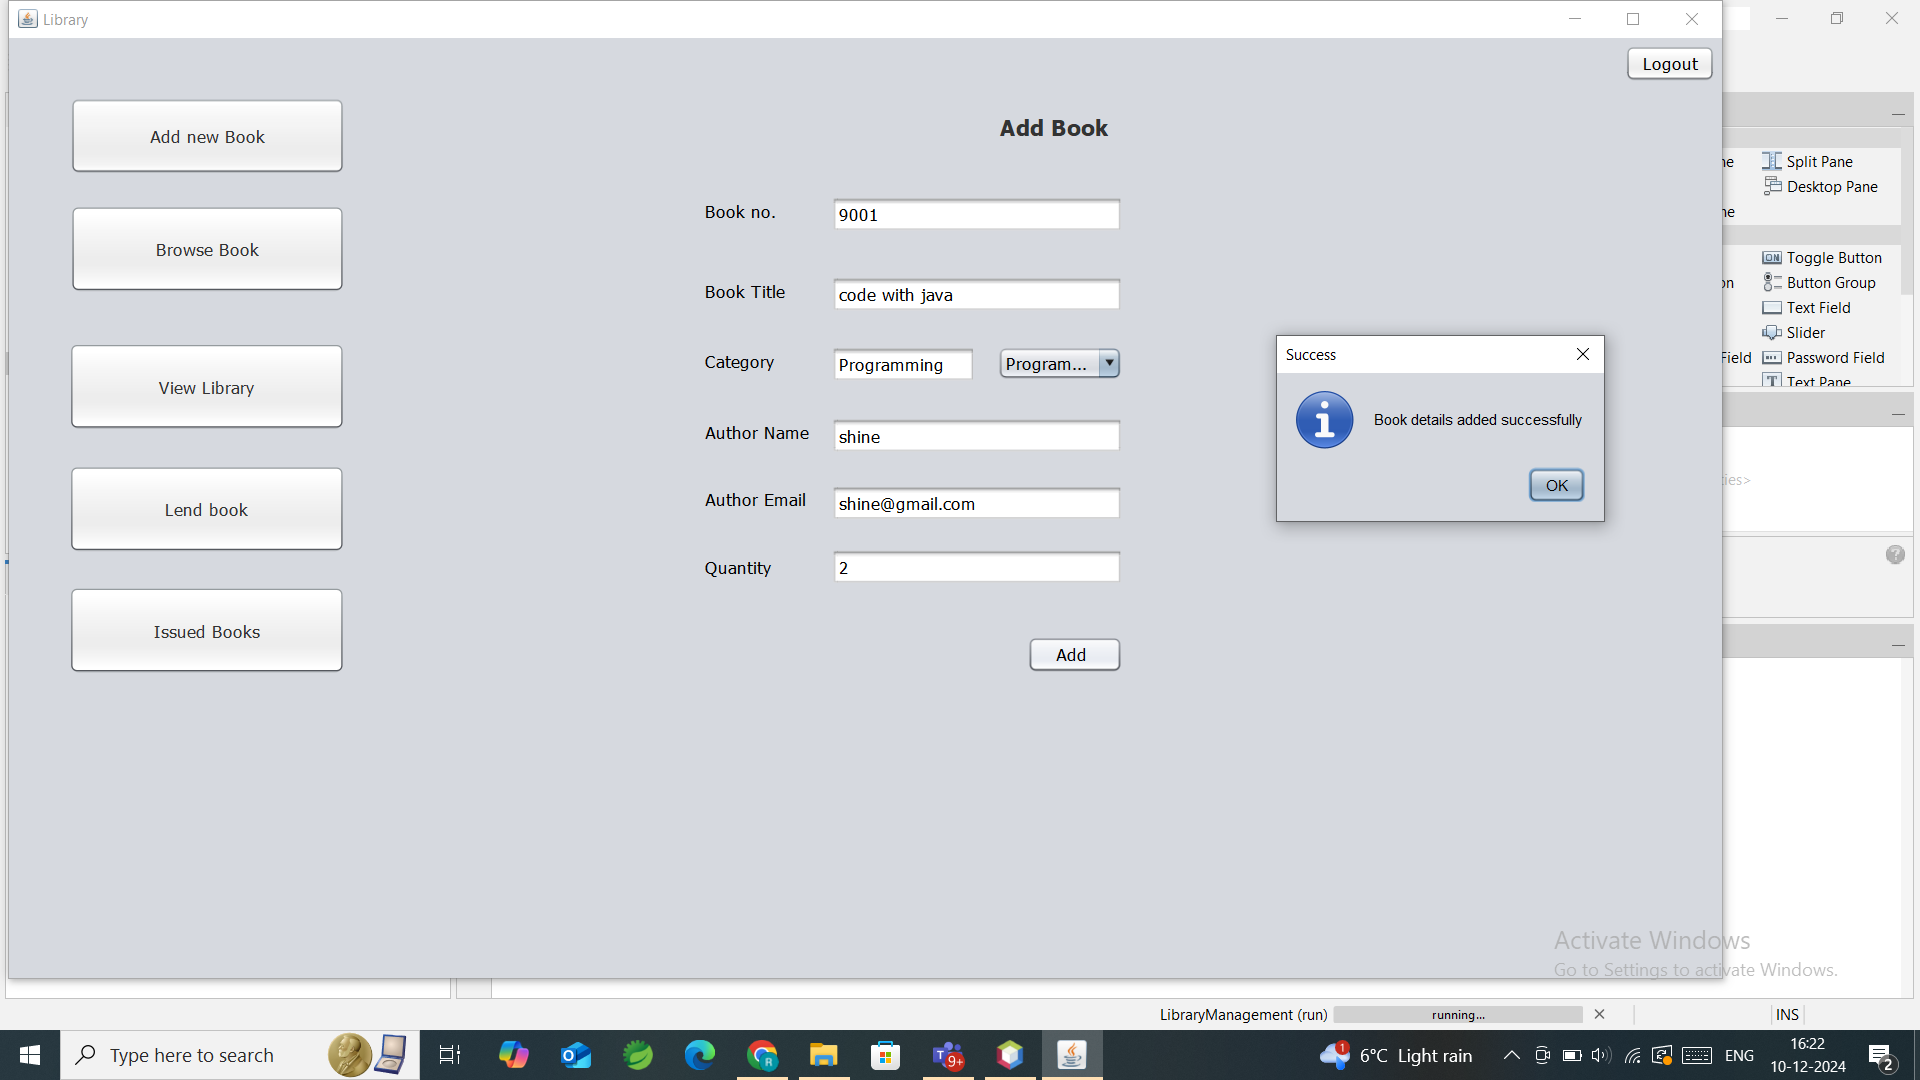 Library
Logout
Add new Book
Browse Book
View Library
Lend book
Issued Books
Add Book
Book no.
9001
Book Title
code with java
Category
Programming
Program...
Author Name
shine
Author Email
shine@gmail.com
Quantity
2
Add
Success
Book details added successfully
OK
Split Pane
Desktop Pane
Toggle Button
Button Group
Text Field
Slider
Field
Password Field
Text Pane
Activate Windows
Go to Settings to activate Windows.
LibraryManagement (run)
running...
INS
Type here to search
9+
1
6°C Light rain
ENG
16:22
10-12-2024
2